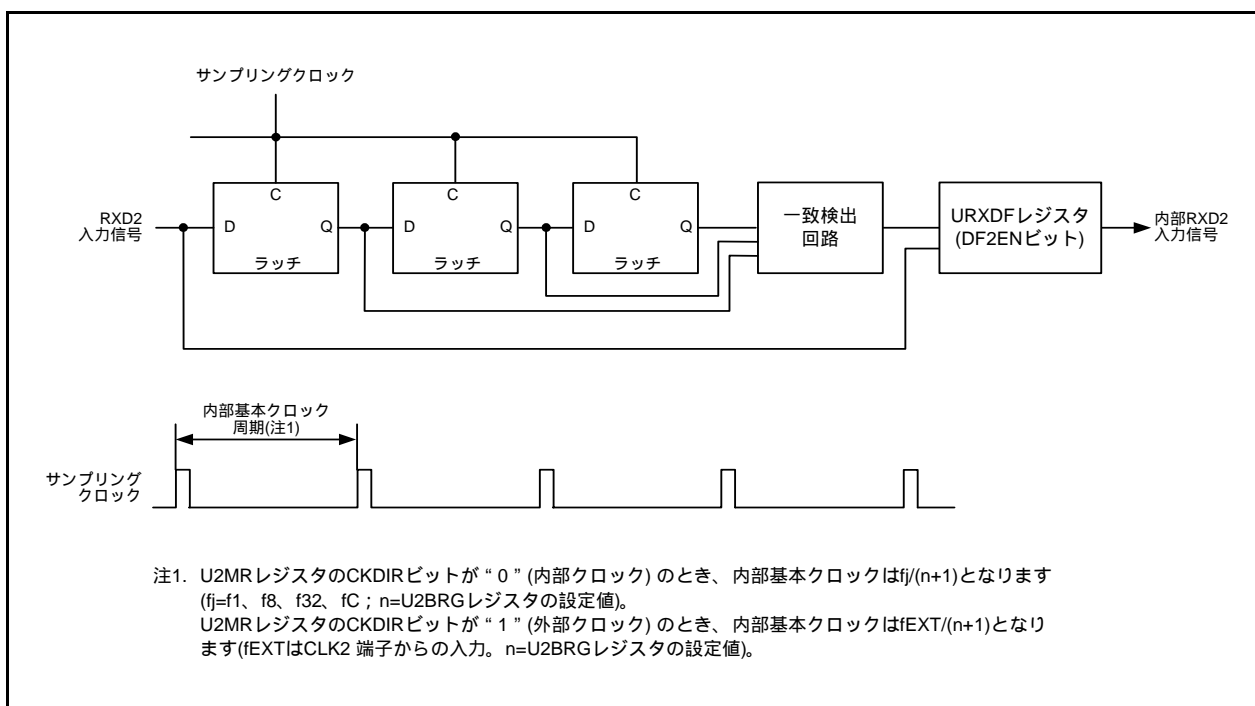 サンプリングクロック
RXD2
入力信号
D
C
Q
ラッチ
D
C
Q
ラッチ
D
C
Q
ラッチ
一致検出
回路
URXDFレジスタ
(DF2ENビット)
内部RXD2
入力信号
内部基本クロック
周期(注1)
サンプリング
クロック
注1. U2MRレジスタのCKDIRビットが“0”(内部クロック) のとき、内部基本クロックはfj/(n+1)となります
(fj=f1、f8、f32、fC ; n=U2BRGレジスタの設定値)。
U2MRレジスタのCKDIRビットが“1”(外部クロック) のとき、内部基本クロックはfEXT/(n+1)となり
ます(fEXTはCLK2 端子からの入力。n=U2BRGレジスタの設定値)。